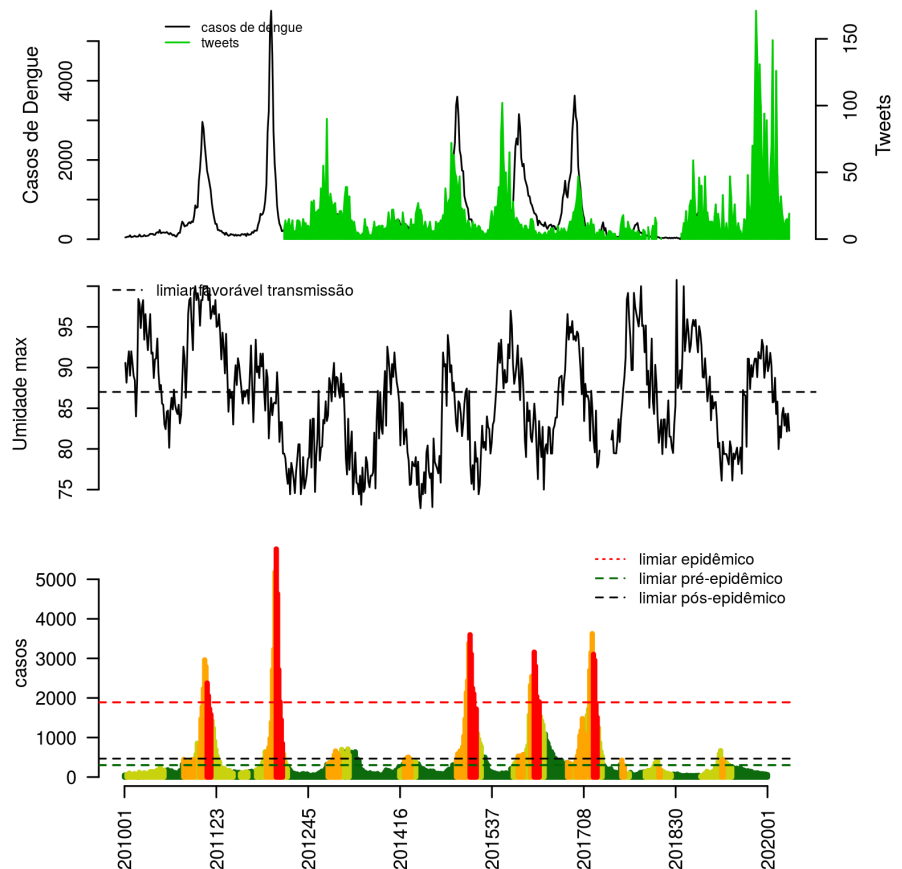 casos de dengue
tweets
Casos de Dengue
0
2000
4000
0
50
100
150
Tweets
limiar favorável transmissão
Umidade max
75
80
85
90
95
limiar epidêmico
limiar pré-epidêmico
limiar pós-epidêmico
casos
0
1000
2000
3000
4000
5000
201001
201123
201245
201416
201537
201708
201830
202001